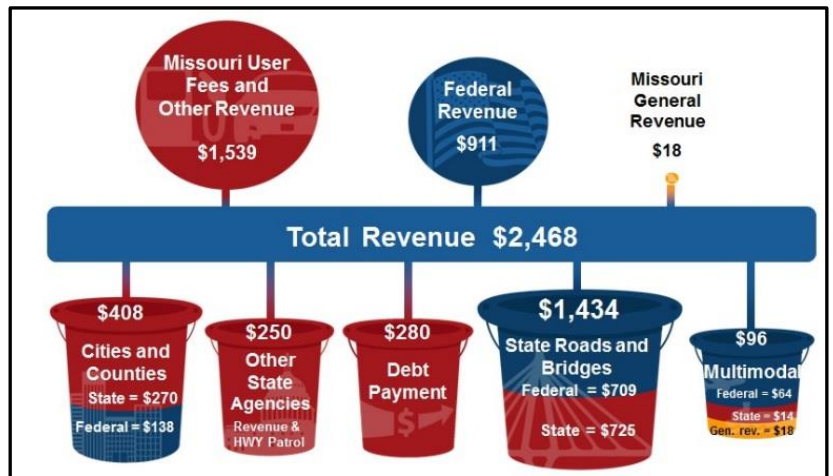 Missouri User
Fees and
Other Revenue
$1,539
Federal
Revenue
$911
Missouri
General
Revenue
$18
Total Revenue $2,468
$408
Cities and
Counties
State = $270
Federal = $138
$250
Other
State
Agencies
Revenue &
HWY Patrol
$280
Debt
Payment
$1,434
State Roads and
Bridges
Federal = $709
State = $725
$96
Multimodal
Federal = $64
State = $14
Gen. rev. = $18